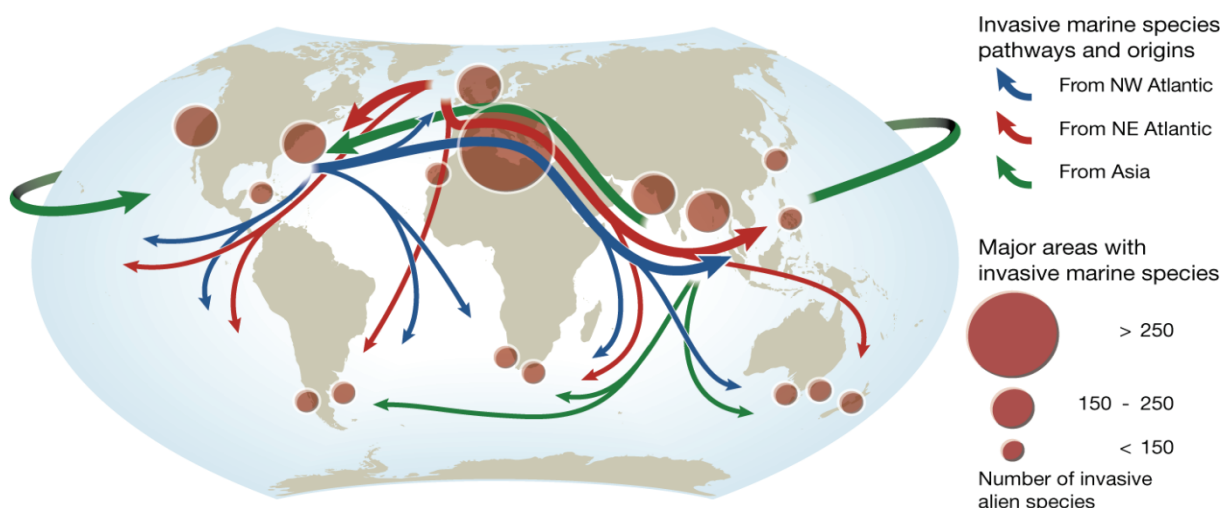 Invasive marine species
pathways and origins
From NW Atlantic
From NE Atlantic
From Asia
Major areas with
invasive marine species
> 250
150 - 250
< 150
Number of invasive
alien species